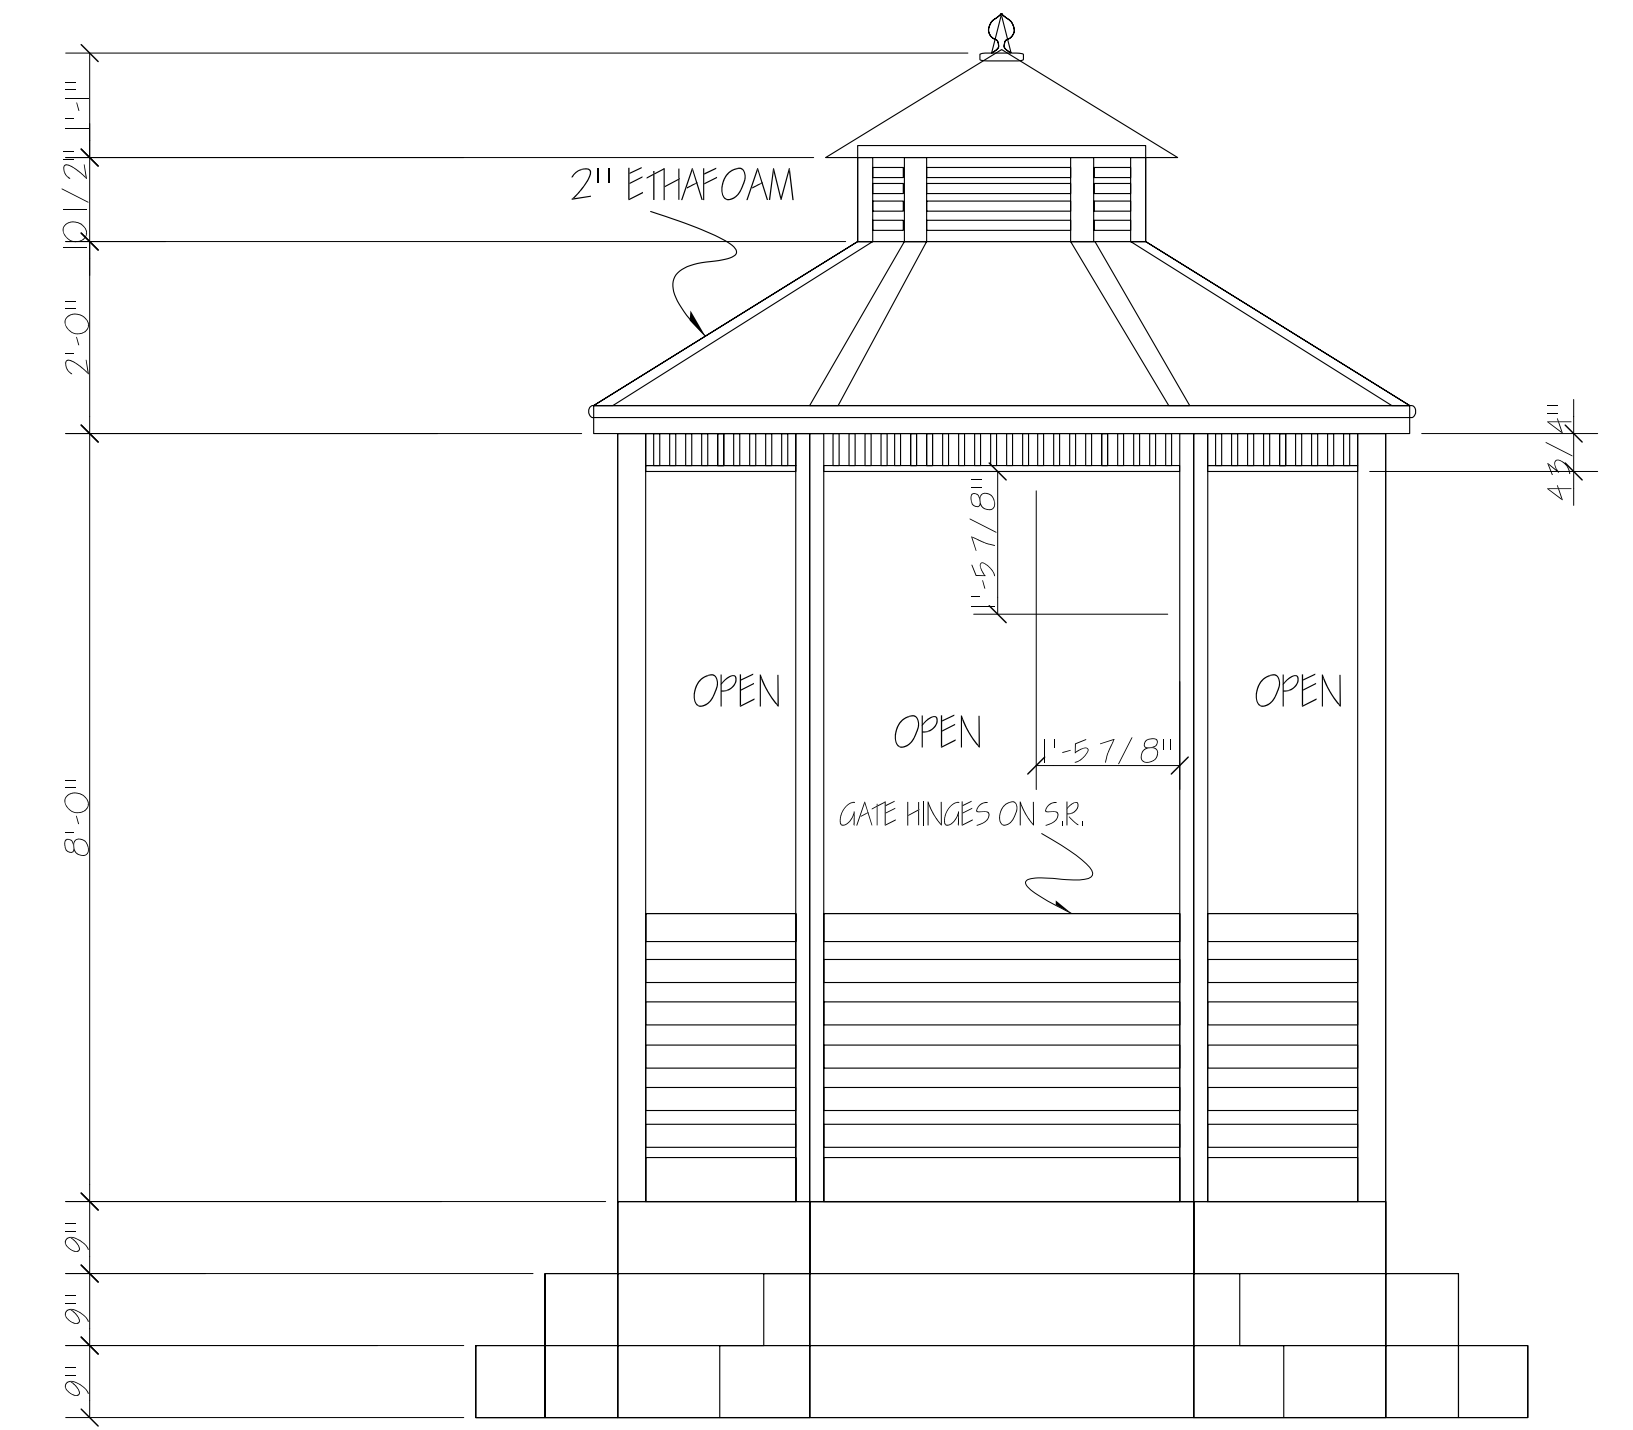 1'-1"
10 1/2"
2" ETHAFOAM
2'-0"
4 3/4"
1'-5 7/8"
OPEN
OPEN
OPEN
1'-5 7/8"
GATE HINGES ON S.R.
8'-0"
9"
9"
9"